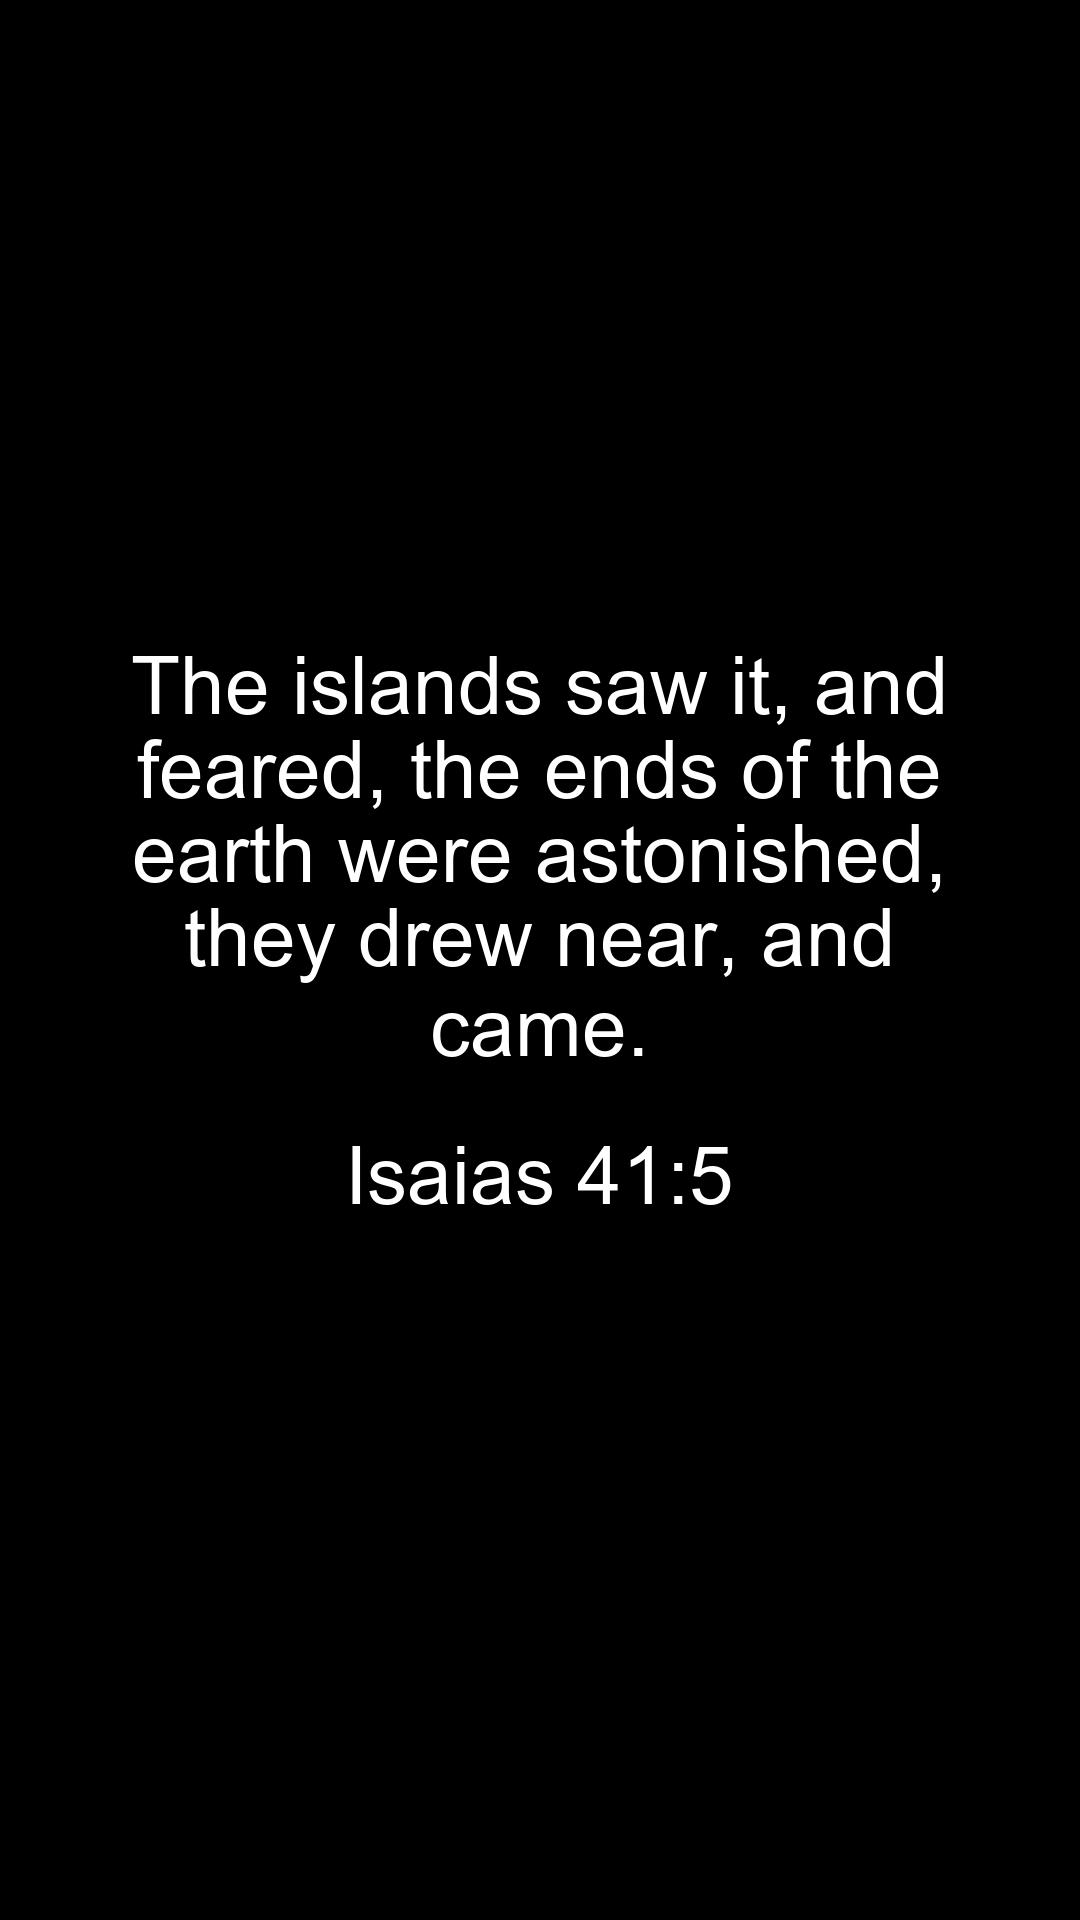 The islands saw it, and
feared, the ends of the
earth were astonished,
they drew near, and
came.
Isaias 41:5